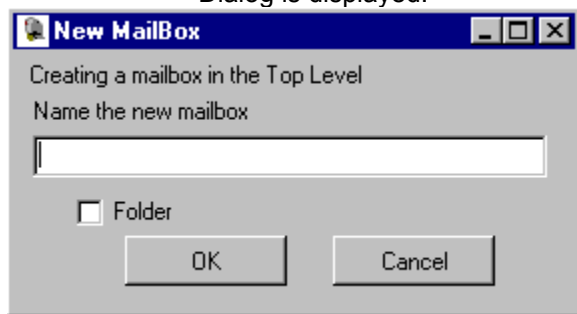 Dialog is displayed.
New MailBox
Creating a mailbox in the Top Level
Name the new mailbox
Folder
OK Cancel